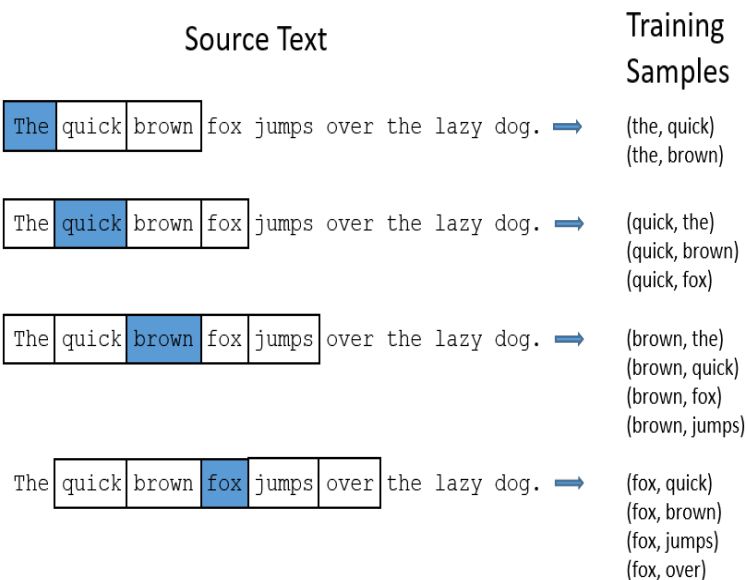 Source Text
Training
Samples
The quick brown fox jumps over the lazy dog.
(the, quick)
(the, brown)
The quick brown fox jumps over the lazy dog.
(quick, the)
(quick, brown)
(quick, fox)
The quick brown fox jumps over the lazy dog.
(brown, the)
(brown, quick)
(brown, fox)
(brown, jumps)
The quick brown fox jumps over the lazy dog.
(fox, quick)
(fox, brown)
(fox, jumps)
(fox, over)